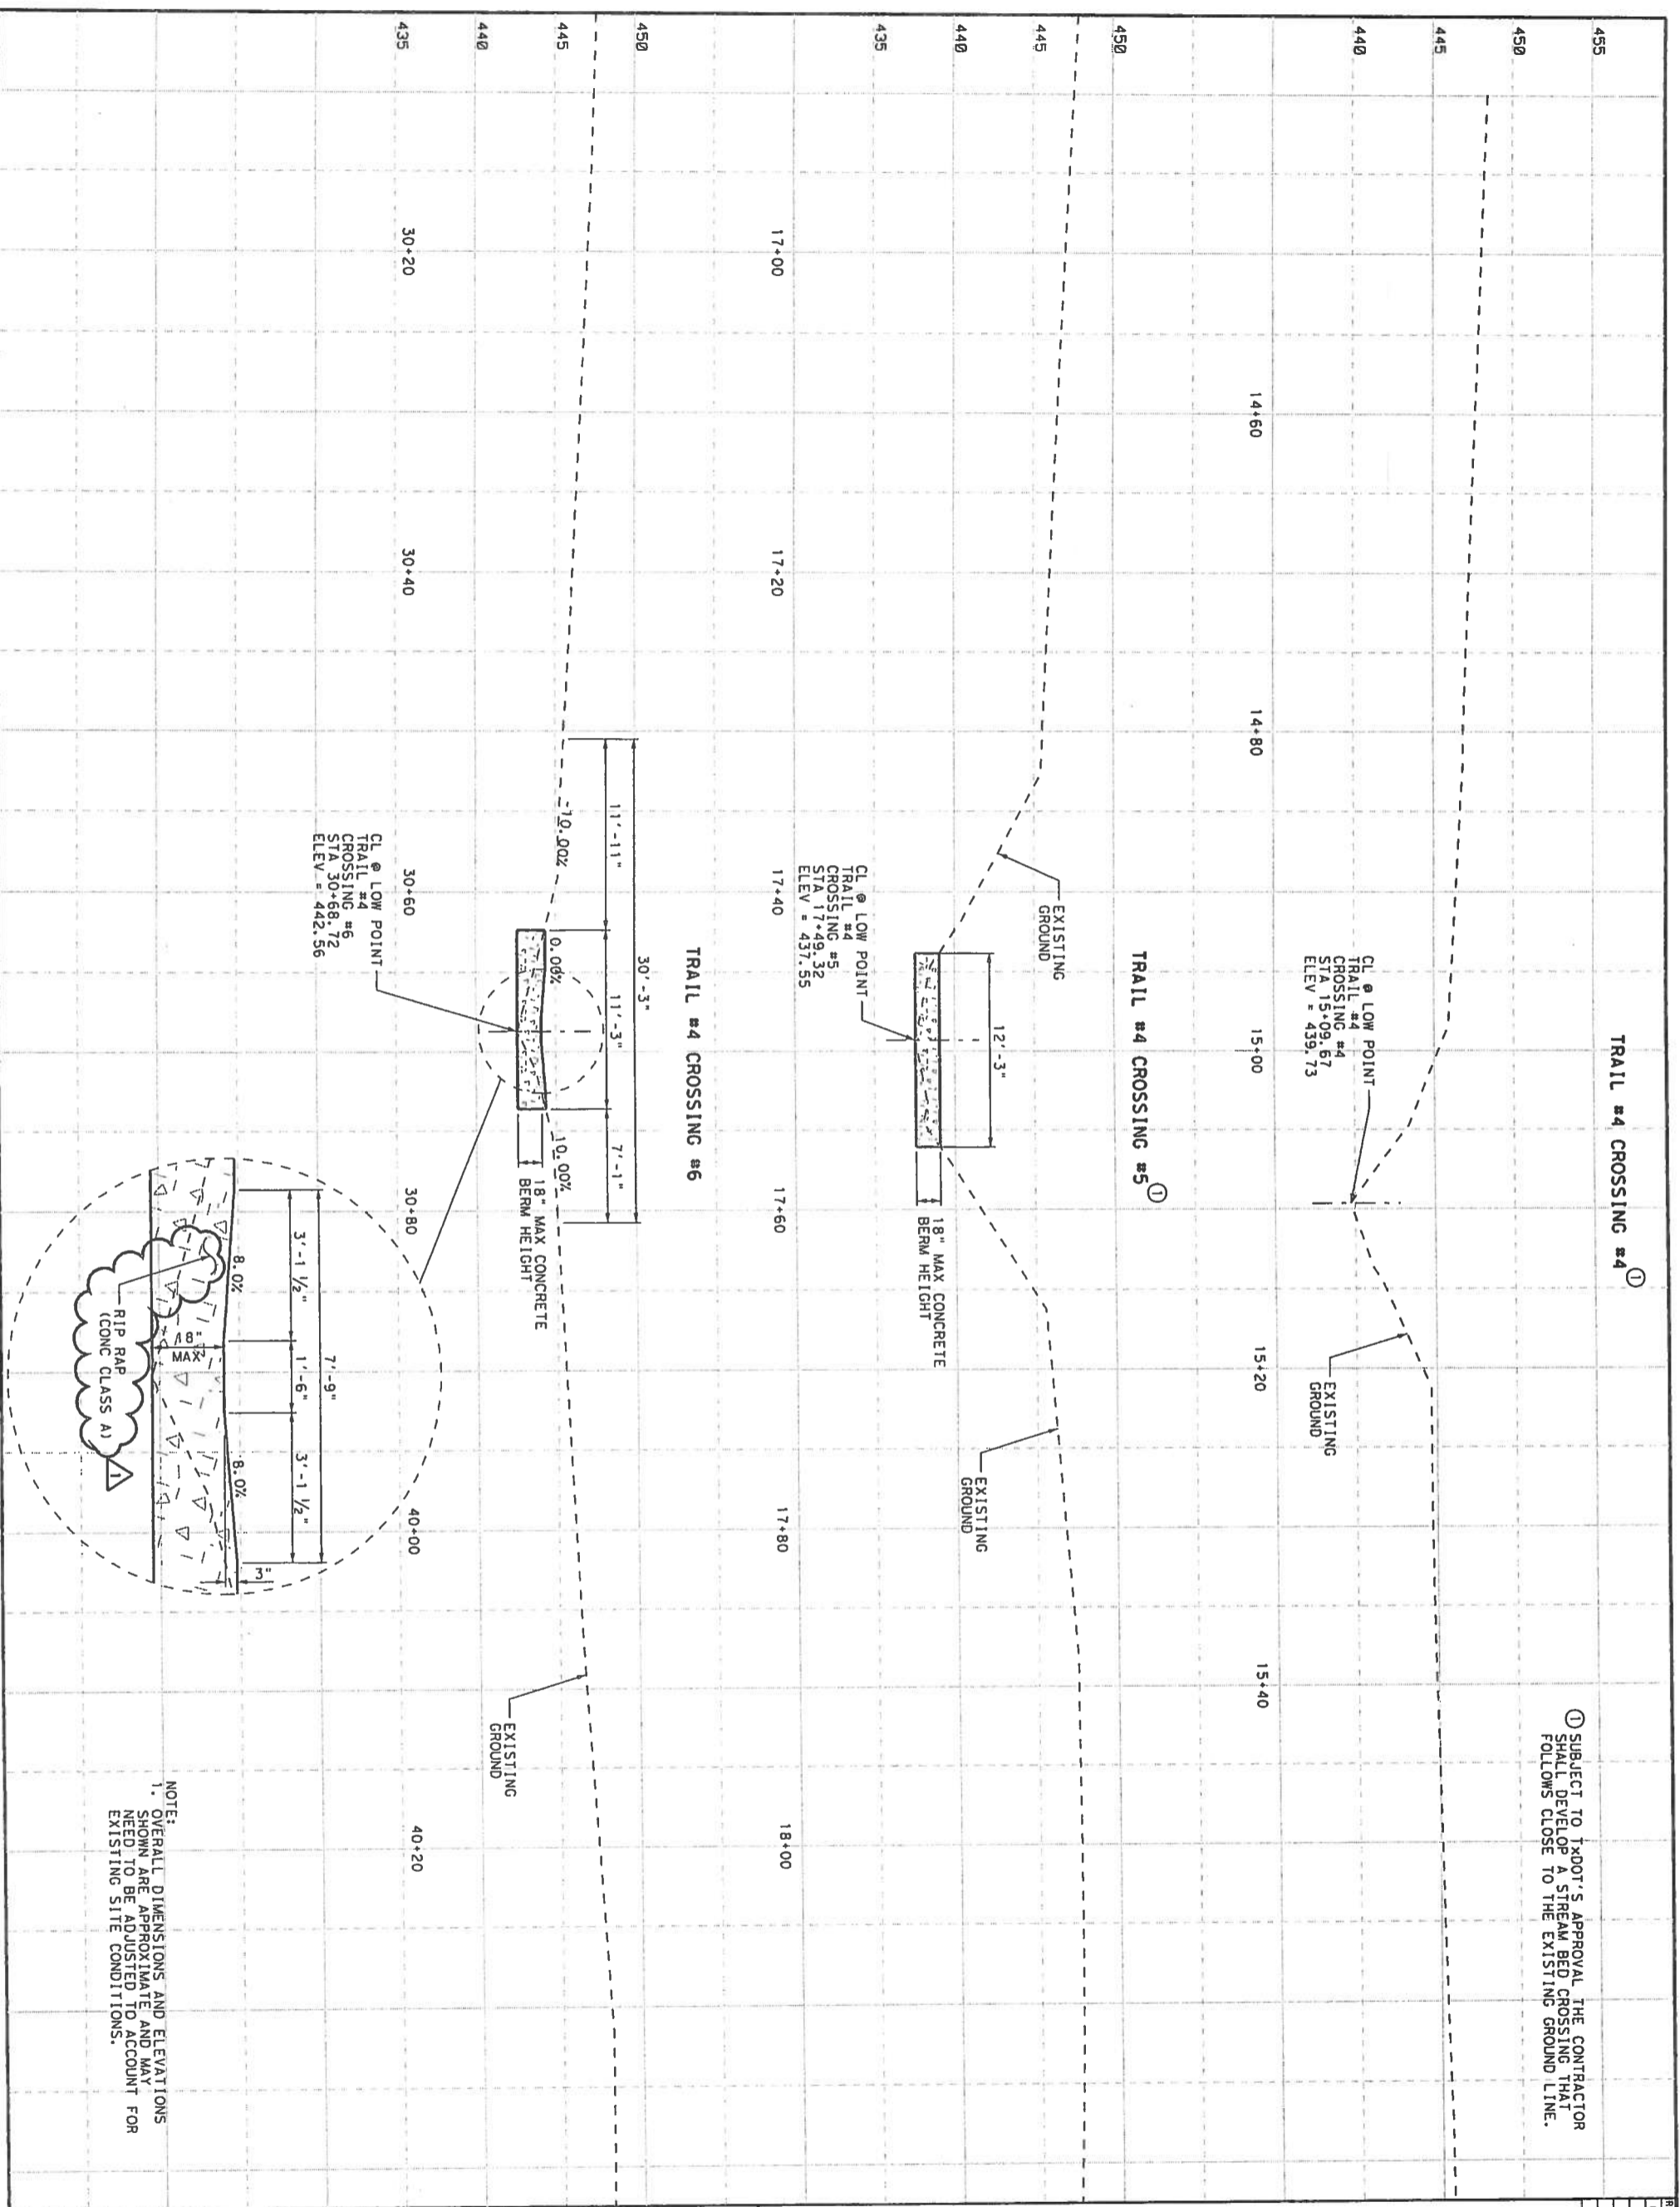 TRAIL #4 CROSSING #4 ①
① SUBJECT TO TxDOT'S APPROVAL THE CONTRACTOR
SHALL DEVELOP A STREAM BED CROSSING THAT
FOLLOWS CLOSE TO THE EXISTING GROUND LINE.
455
450
445
440
CL @ LOW POINT
TRAIL #4
CROSSING #4
STA 15+09.67
ELEV = 439.73
EXISTING
GROUND
14+60
14+80
15+00
15+20
15+40
TRAIL #4 CROSSING #5 ①
450
445
440
435
EXISTING
GROUND
12'-3"
EXISTING
GROUND
18" MAX CONCRETE
BERM HEIGHT
CL @ LOW POINT
TRAIL #4
CROSSING #5
STA 17+49.32
ELEV = 437.55
17+00
17+20
17+40
17+60
17+80
18+00
TRAIL #4 CROSSING #6
450
445
440
435
30'-3"
11'-11"
11'-3"
7'-1"
-10.00%
0.00%
10.00%
18" MAX CONCRETE
BERM HEIGHT
EXISTING
GROUND
CL @ LOW POINT
TRAIL #4
CROSSING #6
STA 30+68.72
ELEV = 442.56
30+20
30+40
30+60
30+80
40+00
40+20
7'-9"
3'-1 1/2"
1'-6"
3'-1 1/2"
8.0%
8.0%
3"
18"
MAX
RIP RAP
(CONC CLASS A)
1
NOTE:
1. OVERALL DIMENSIONS AND ELEVATIONS
SHOWN ARE APPROXIMATE AND MAY
NEED TO BE ADJUSTED TO ACCOUNT FOR
EXISTING SITE CONDITIONS.